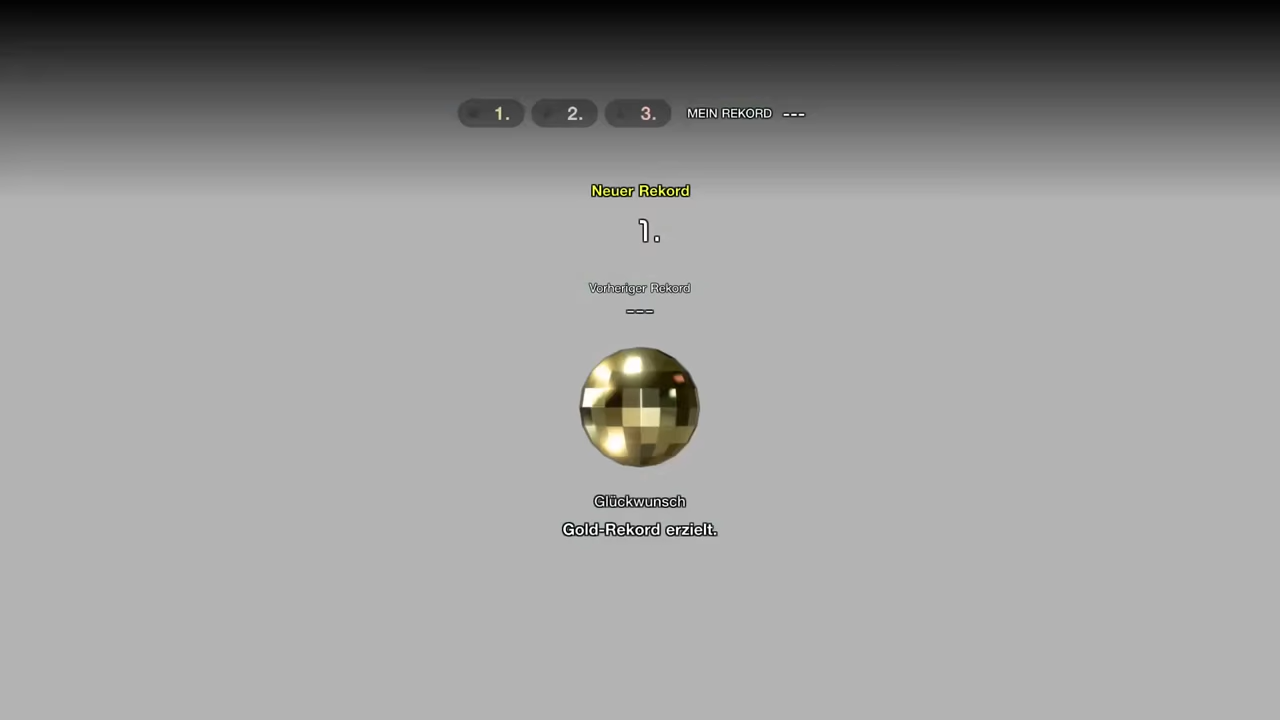 1. 2. 3. MEIN REKORD ---
Neuer Rekord
1.
Vorheriger Rekord
---
Glückwunsch
Gold-Rekord erzielt.